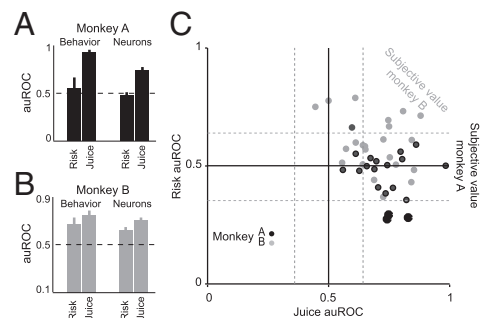 A
Monkey A
Behavior Neurons
auROC
1
0.5
0
Risk
Juice
Risk
Juice
B
Monkey B
Behavior Neurons
auROC
0.9
0.5
0.1
Risk
Juice
Risk
Juice
C
Risk auROC
1
0.5
0
Subjective value
monkey B
Subjective value
monkey A
Monkey A
B
0
0.5
1
Juice auROC